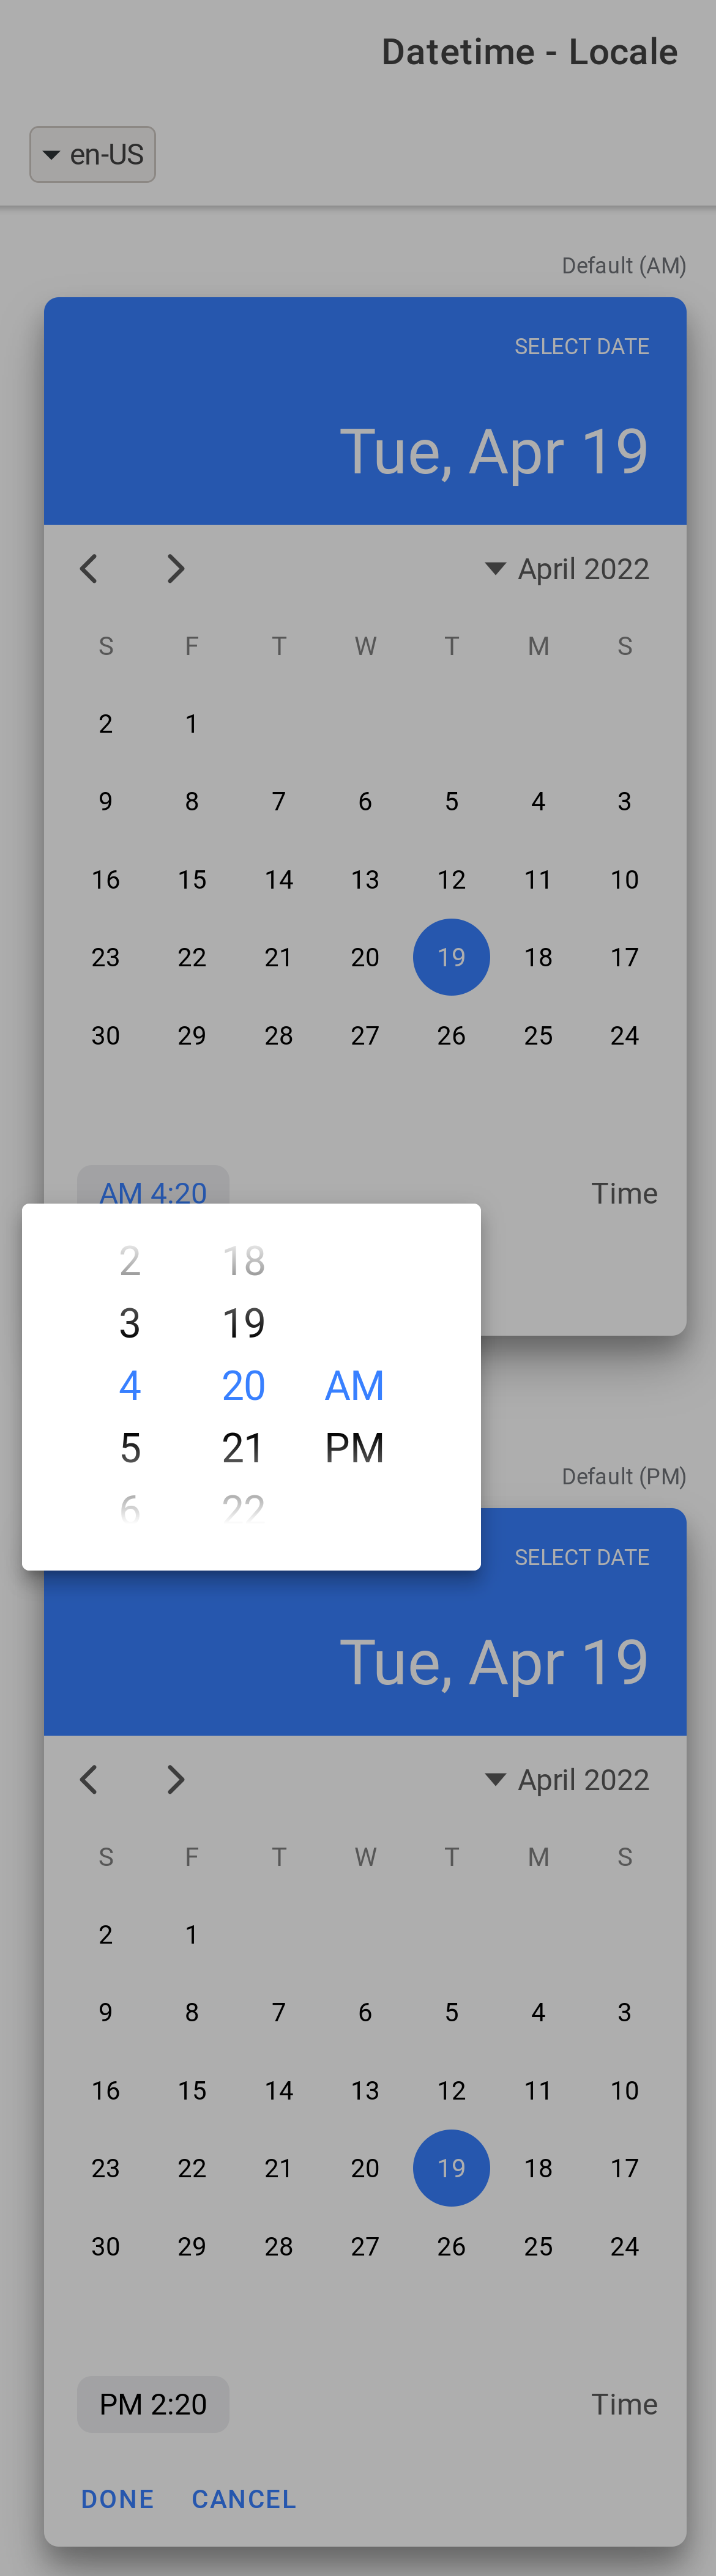 Datetime - Locale
en-US
Default (AM)
SELECT DATE
Tue, Apr 19
April 2022
S F T W T M S
2 1
9 8 7 6 5 4 3
16 15 14 13 12 11 10
23 22 21 20 19 18 17
30 29 28 27 26 25 24
AM 4:20 Time
2 18
3 19
4 20 AM
5 21 PM
6 22
Default (PM)
SELECT DATE
Tue, Apr 19
April 2022
S F T W T M S
2 1
9 8 7 6 5 4 3
16 15 14 13 12 11 10
23 22 21 20 19 18 17
30 29 28 27 26 25 24
PM 2:20 Time
DONE CANCEL